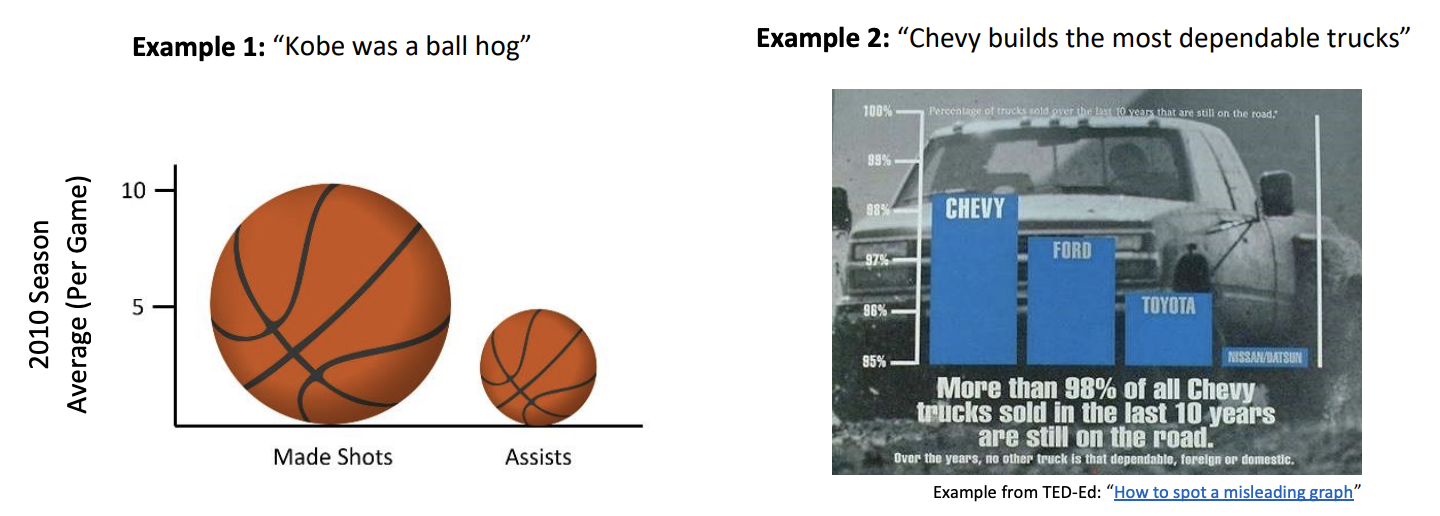 Example 1: “Kobe was a ball hog”
2010 Season
Average (Per Game)
10
5
Made Shots
Assists
Example 2: “Chevy builds the most dependable trucks”
100%
Percentage of trucks sold over the last 10 years that are still on the road.*
99%
98%
97%
96%
95%
CHEVY
FORD
TOYOTA
NISSAN/DATSUN
More than 98% of all Chevy
trucks sold in the last 10 years
are still on the road.
Over the years, no other truck is that dependable, foreign or domestic.
Example from TED-Ed: “How to spot a misleading graph”